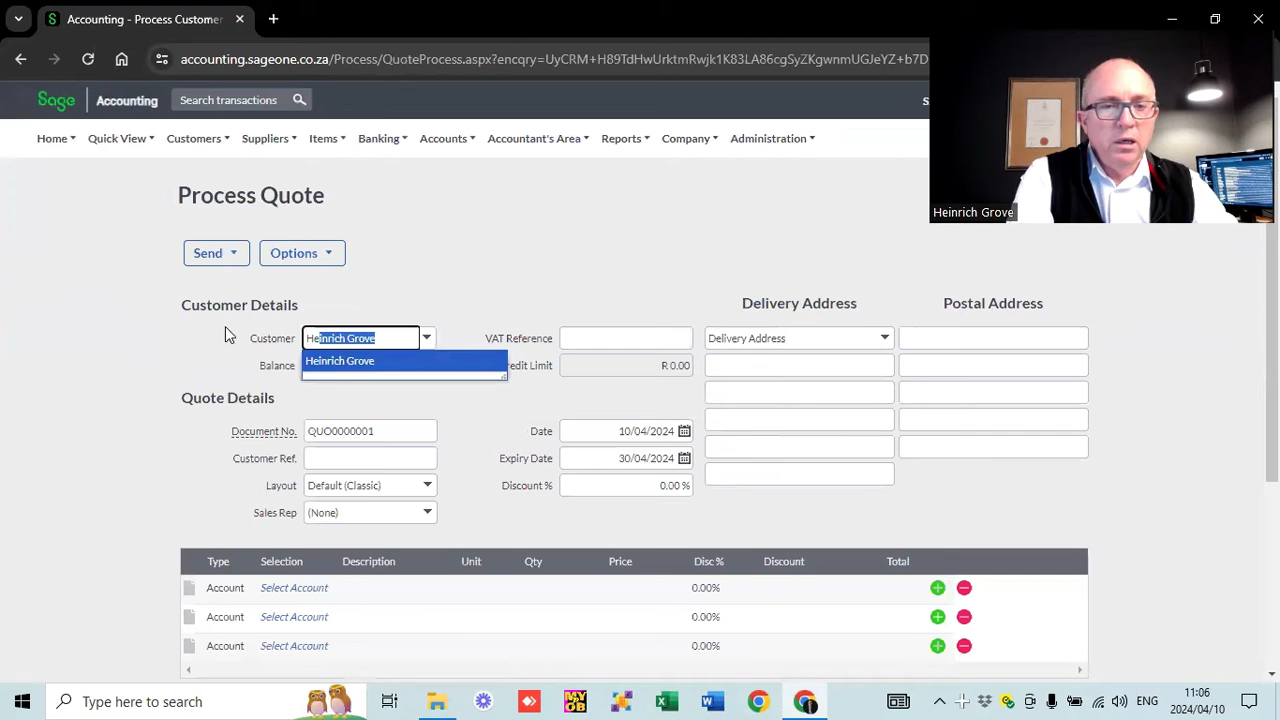 Accounting - Process Customer
accounting.sageone.co.za/Process/QuoteProcess.aspx?encqry=UyCRM+H89TdHwUrktmRwjk1K83LA86cgSyZKgwnmUGJEYZ+b7D
Sage Accounting Search transactions
Home Quick View Customers Suppliers Items Banking Accounts Accountant's Area Reports Company Administration
Heinrich Grove
Process Quote
Send Options
Customer Details Delivery Address Postal Address
Customer Heinrich Grove VAT Reference Delivery Address
Heinrich Grove
Balance edit Limit R 0.00
Quote Details
Document No. QUO0000001 Date 10/04/2024
Customer Ref. Expiry Date 30/04/2024
Layout Default (Classic) Discount % 0.00 %
Sales Rep (None)
Type Selection Description Unit Qty Price Disc % Discount Total
Account Select Account 0.00%
Account Select Account 0.00%
Account Select Account 0.00%
Type here to search
ENG
11:06
2024/04/10